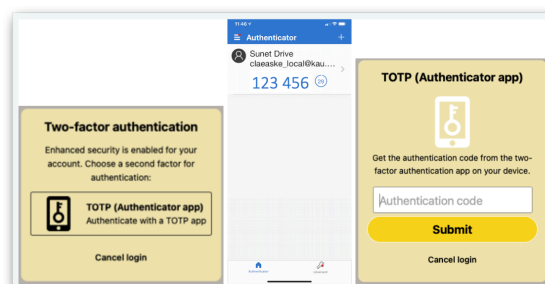 Two-factor authentication
Enhanced security is enabled for your
account. Choose a second factor for
authentication:
TOTP (Authenticator app)
Authenticate with a TOTP app
Cancel login
11:46
Authenticator
Sunet Drive
claeaske_local@kau....
123 456
29
Authenticator
TOTP (Authenticator app)
Get the authentication code from the two-
factor authentication app on your device.
Authentication code
Submit
Cancel login